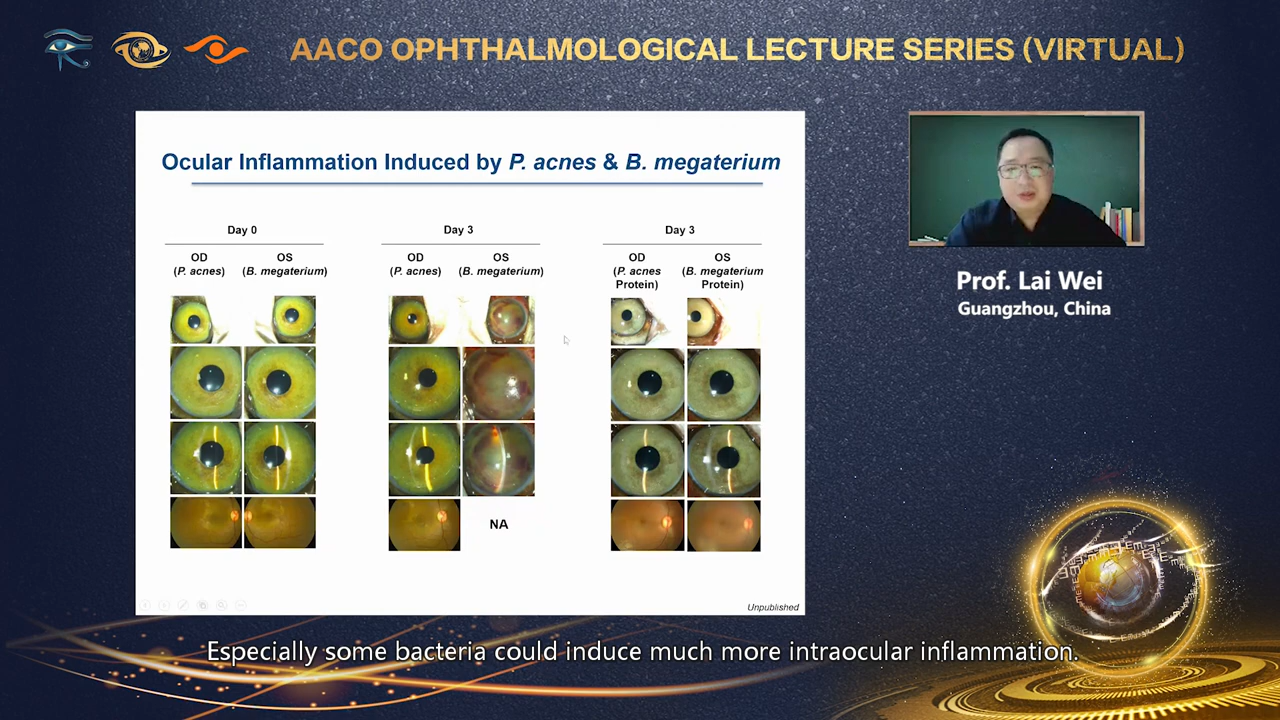 AACO OPHTHALMOLOGICAL LECTURE SERIES (VIRTUAL)
Ocular Inflammation Induced by P. acnes & B. megaterium
Day 0
Day 3
Day 3
OD
(P. acnes)
OS
(B. megaterium)
OD
(P. acnes)
OS
(B. megaterium)
OD
(P. acnes
Protein)
OS
(B. megaterium
Protein)
NA
Unpublished
Prof. Lai Wei
Guangzhou, China
Especially some bacteria could induce much more intraocular inflammation.